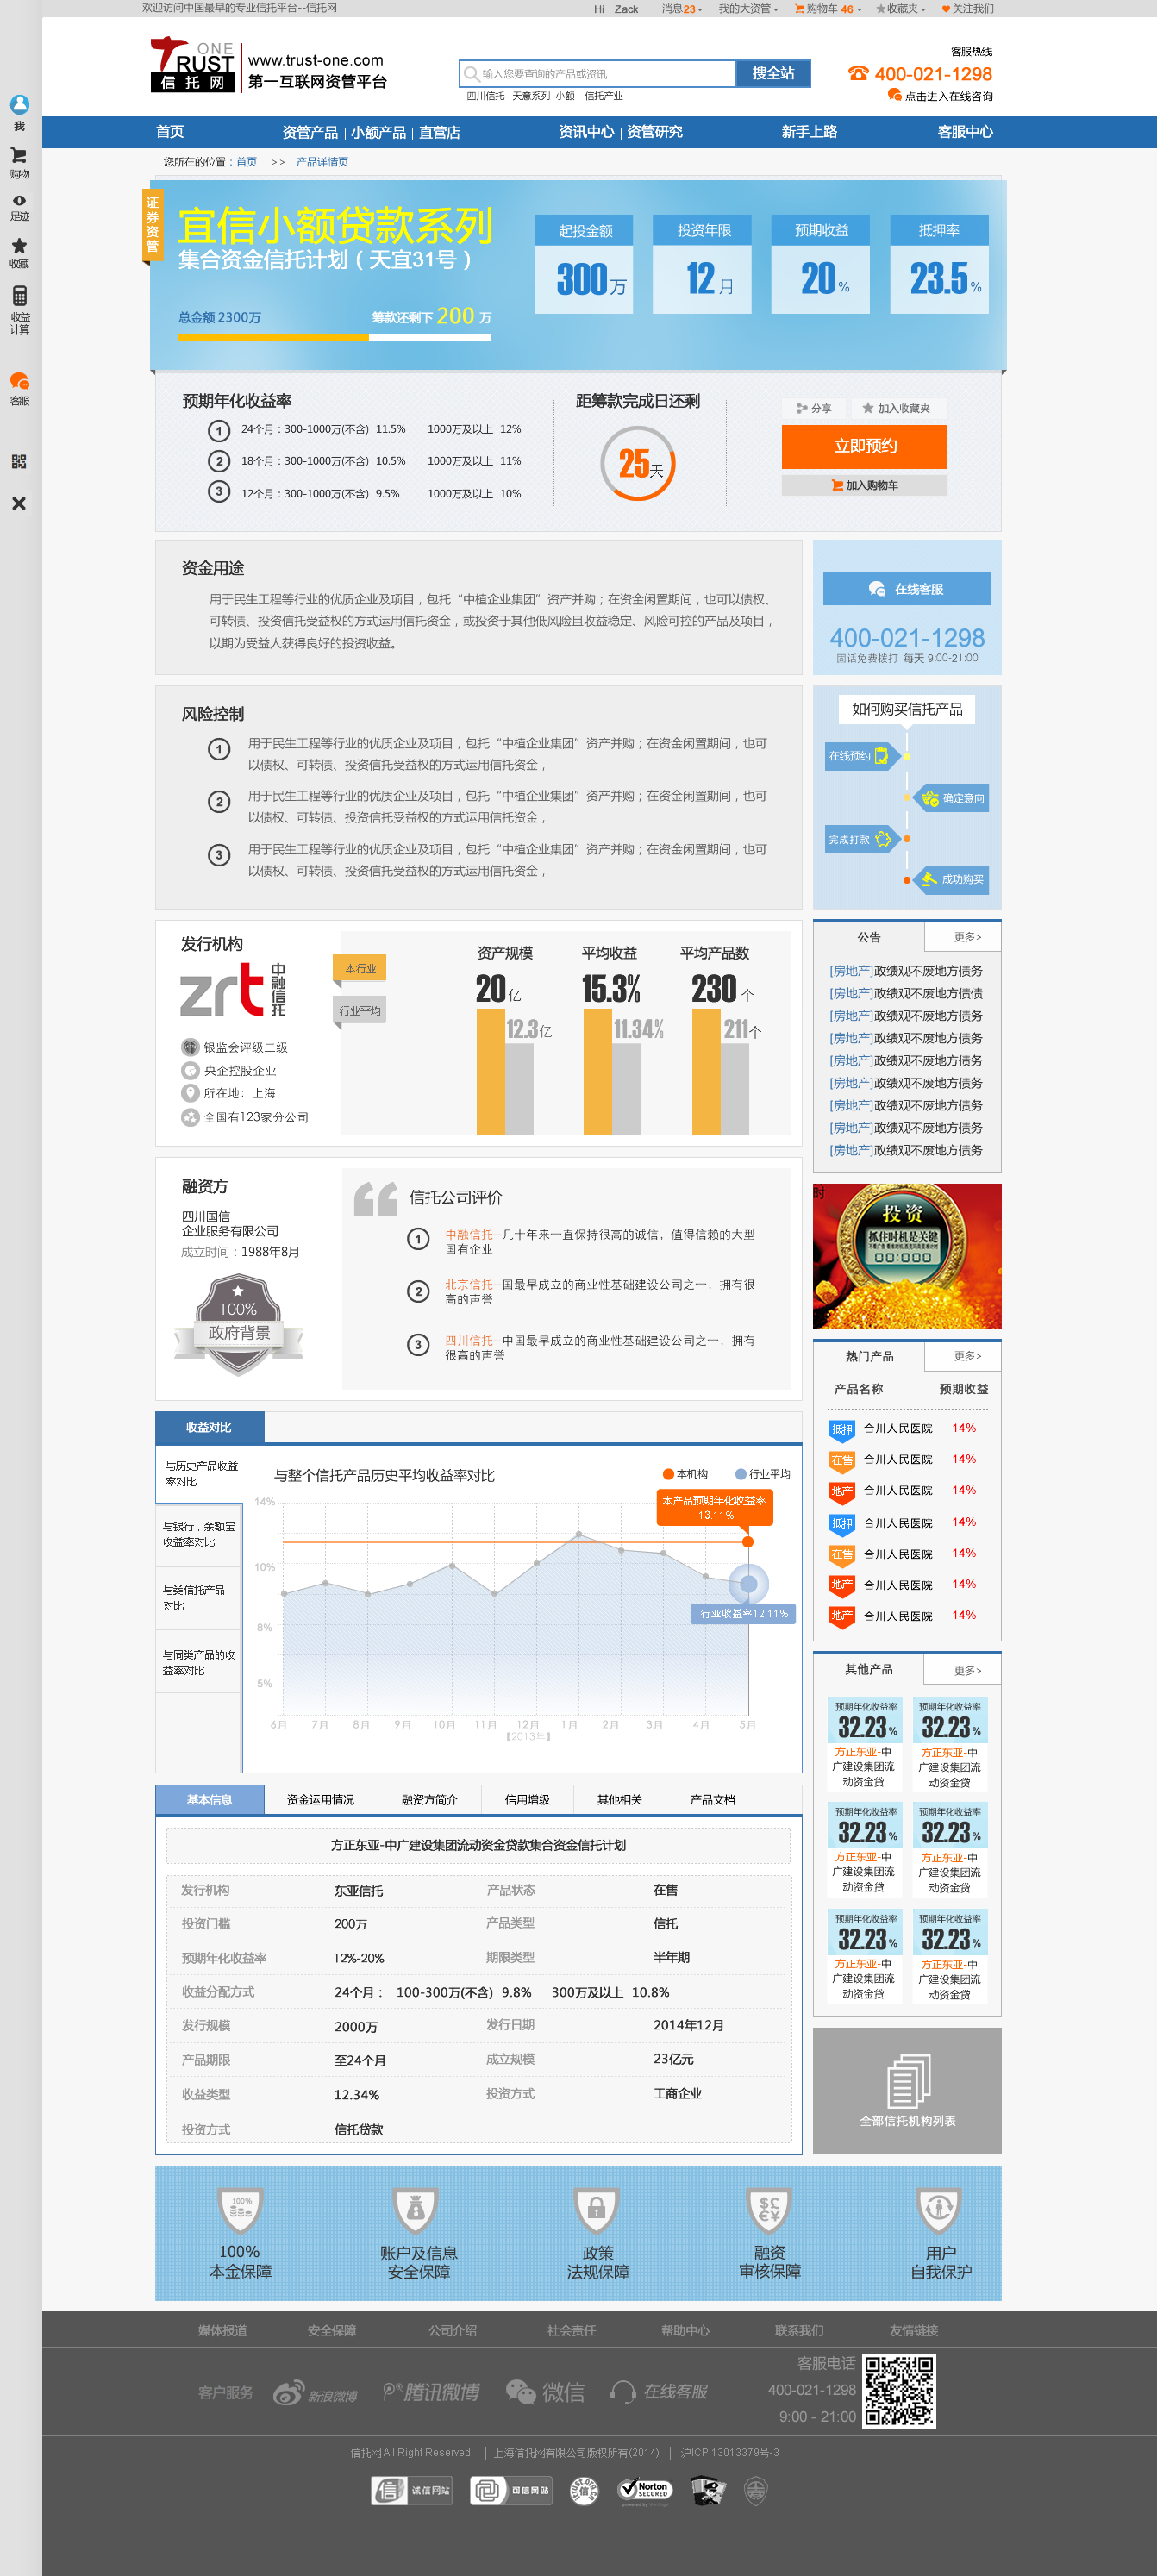 欢迎访问中国最早的专业信托平台--信托网
Hi Zack 消息23 我的大资管 购物车 46 收藏夹 关注我们
TRUST ONE
信托网
www.trust-one.com
第一互联网资管平台
输入您要查询的产品或资讯 搜全站
四川信托 天意系列 小额 信托产业
客服热线
400-021-1298
点击进入在线咨询
我
购物
足迹
收藏
收益
计算
客服
首页 资管产品 | 小额产品 | 直营店 资讯中心 | 资管研究 新手上路 客服中心
您所在的位置：首页 >> 产品详情页
证券资管
宜信小额贷款系列
集合资金信托计划（天宜31号）
总金额 2300万 筹款还剩下 200 万
起投金额 投资年限 预期收益 抵押率
300万 12月 20% 23.5%
预期年化收益率
1 24个月：300-1000万(不含) 11.5% 1000万及以上 12%
2 18个月：300-1000万(不含) 10.5% 1000万及以上 11%
3 12个月：300-1000万(不含) 9.5% 1000万及以上 10%
距筹款完成日还剩
25天
分享 加入收藏夹
立即预约
加入购物车
资金用途
用于民生工程等行业的优质企业及项目，包托“中植企业集团”资产并购；在资金闲置期间，也可以债权、
可转债、投资信托受益权的方式运用信托资金，或投资于其他低风险且收益稳定、风险可控的产品及项目，
以期为受益人获得良好的投资收益。
在线客服
400-021-1298
固话免费拨打 每天 9:00-21:00
风险控制
1 用于民生工程等行业的优质企业及项目，包托“中植企业集团”资产并购；在资金闲置期间，也可
以债权、可转债、投资信托受益权的方式运用信托资金，
2 用于民生工程等行业的优质企业及项目，包托“中植企业集团”资产并购；在资金闲置期间，也可
以债权、可转债、投资信托受益权的方式运用信托资金，
3 用于民生工程等行业的优质企业及项目，包托“中植企业集团”资产并购；在资金闲置期间，也可
以债权、可转债、投资信托受益权的方式运用信托资金，
如何购买信托产品
在线预约
确定意向
完成打款
成功购买
发行机构
zrt 中融信托
银监会评级二级
央企控股企业
所在地： 上海
全国有123家分公司
本行业
行业平均
资产规模 平均收益 平均产品数
20亿 15.3% 230个
12.3亿 11.34% 211个
公告 更多>
[房地产]政绩观不废地方债务
[房地产]政绩观不废地方债债
[房地产]政绩观不废地方债务
[房地产]政绩观不废地方债务
[房地产]政绩观不废地方债务
[房地产]政绩观不废地方债务
[房地产]政绩观不废地方债务
[房地产]政绩观不废地方债务
[房地产]政绩观不废地方债务
融资方
四川国信
企业服务有限公司
成立时间：1988年8月
100%
政府背景
信托公司评价
1 中融信托--几十年来一直保持很高的诚信，值得信赖的大型
国有企业
2 北京信托--国最早成立的商业性基础建设公司之一，拥有很
高的声誉
3 四川信托--中国最早成立的商业性基础建设公司之一，拥有
很高的声誉
时
投资
抓住时机是关键
00:000
热门产品 更多>
产品名称 预期收益
抵押 合川人民医院 14%
在售 合川人民医院 14%
地产 合川人民医院 14%
抵押 合川人民医院 14%
在售 合川人民医院 14%
地产 合川人民医院 14%
地产 合川人民医院 14%
收益对比
与历史产品收益
率对比
与银行，余额宝
收益率对比
与类信托产品
对比
与同类产品的收
益率对比
与整个信托产品历史平均收益率对比
本机构 行业平均
本产品预期年化收益率
13.11%
行业收益率12.11%
14%
10%
8%
5%
6月 7月 8月 9月 10月 11月 12月 1月 2月 3月 4月 5月
【2013年】
其他产品 更多>
预期年化收益率 预期年化收益率
32.23% 32.23%
方正东亚-中 方正东亚-中
广建设集团流 广建设集团流
动资金贷 动资金贷
预期年化收益率 预期年化收益率
32.23% 32.23%
方正东亚-中 方正东亚-中
广建设集团流 广建设集团流
动资金贷 动资金贷
预期年化收益率 预期年化收益率
32.23% 32.23%
方正东亚-中 方正东亚-中
广建设集团流 广建设集团流
动资金贷 动资金贷
全部信托机构列表
基本信息 资金运用情况 融资方简介 信用增级 其他相关 产品文档
方正东亚-中广建设集团流动资金贷款集合资金信托计划
发行机构 东亚信托 产品状态 在售
投资门槛 200万 产品类型 信托
预期年化收益率 12%-20% 期限类型 半年期
收益分配方式 24个月： 100-300万(不含) 9.8% 300万及以上 10.8%
发行规模 2000万 发行日期 2014年12月
产品期限 至24个月 成立规模 23亿元
收益类型 12.34% 投资方式 工商企业
投资方式 信托贷款
100%
$
$£
€¥
100% 账户及信息 政策 融资 用户
本金保障 安全保障 法规保障 审核保障 自我保护
媒体报道 安全保障 公司介绍 社会责任 帮助中心 联系我们 友情链接
客户服务 新浪微博 腾讯微博 微信 在线客服
客服电话
400-021-1298
9:00 - 21:00
信托网 All Right Reserved | 上海信托网有限公司版权所有(2014) | 沪ICP 13013379号-3
信 诚信网站 可信网站 信 Norton
SECURED